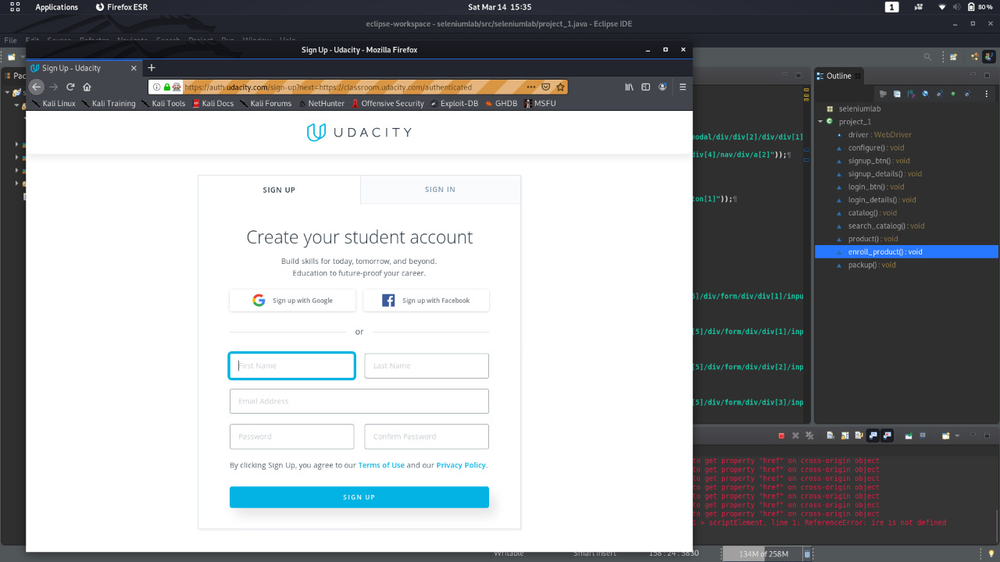 Applications Firefox ESR Sat Mar 14 15:35 1 80%
eclipse-workspace - seleniumlab/src/seleniumlab/project_1.java - Eclipse IDE
File Edit Source Refactor Navigate Search Project Run Window Help
Sign Up - Udacity - Mozilla Firefox
Sign Up - Udacity
https://auth.udacity.com/sign-up?next=https://classroom.udacity.com/authenticated
Kali Linux Kali Training Kali Tools Kali Docs Kali Forums NetHunter Offensive Security Exploit-DB GHDB MSFU
UDACITY
SIGN UP SIGN IN
Create your student account
Build skills for today, tomorrow, and beyond.
Education to future-proof your career.
Sign up with Google Sign up with Facebook
or
First Name Last Name
Email Address
Password Confirm Password
By clicking Sign Up, you agree to our Terms of Use and our Privacy Policy.
SIGN UP
Outline
seleniumlab
project_1
driver : WebDriver
configure() : void
signup_btn() : void
signup_details() : void
login_btn() : void
login_details() : void
catalog() : void
search_catalog() : void
product() : void
enroll_product() : void
packup() : void
modal/div/div[2]/div/div[1]
div[4]/nav/div/a[2]"));¶
ton[1]"));¶
5]/div/form/div/div[1]/inpu
[5]/div/form/div/div[1]/inp
[5]/div/form/div/div[2]/inp
[5]/div/form/div/div[3]/inp
to get property "href" on cross-origin object
to get property "href" on cross-origin object
to get property "href" on cross-origin object
to get property "href" on cross-origin object
to get property "href" on cross-origin object
to get property "href" on cross-origin object
to get property "href" on cross-origin object
1 > scriptElement, line 1: ReferenceError: ire is not defined
Writable Smart Insert 158 : 24 : 5830 134M of 258M